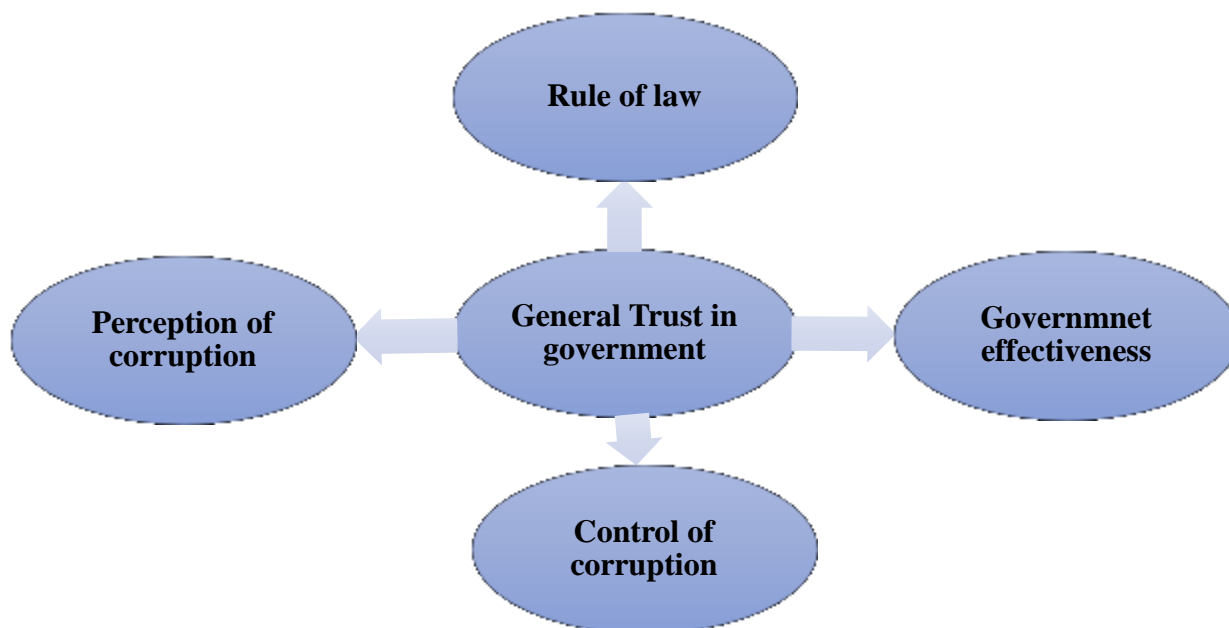 Rule of law
Perception of
corruption
General Trust in
government
Governmnet
effectiveness
Control of
corruption